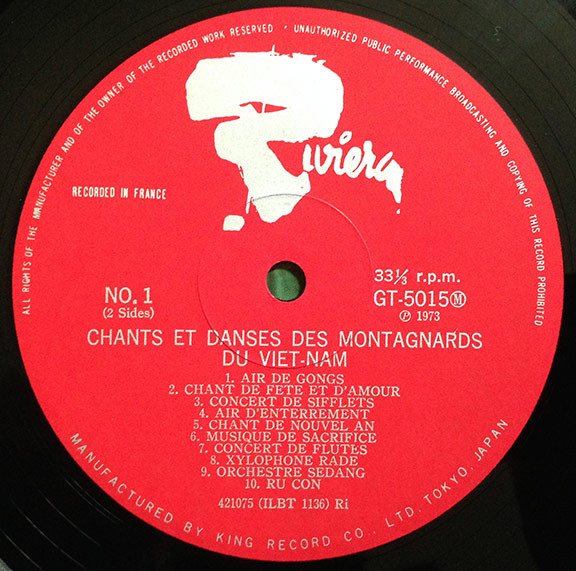 ALL RIGHTS OF THE MANUFACTURER AND OF THE OWNER OF THE RECORDED WORK RESERVED • UNAUTHORIZED PUBLIC PERFORMANCE BROADCASTING AND COPYING OF THIS RECORD PROHIBITED
Riviera
RECORDED IN FRANCE
NO. 1
(2 Sides)
33⅓ r.p.m.
GT-5015Ⓜ
℗ 1973
CHANTS ET DANSES DES MONTAGNARDS
DU VIET-NAM
1. AIR DE GONGS
2. CHANT DE FETE ET D'AMOUR
3. CONCERT DE SIFFLETS
4. AIR D'ENTERREMENT
5. CHANT DE NOUVEL AN
6. MUSIQUE DE SACRIFICE
7. CONCERT DE FLUTES
8. XYLOPHONE RADE
9. ORCHESTRE SEDANG
10. RU CON
421075 (ILBT 1136) Ri
MANUFACTURED BY KING RECORD CO., LTD. TOKYO, JAPAN